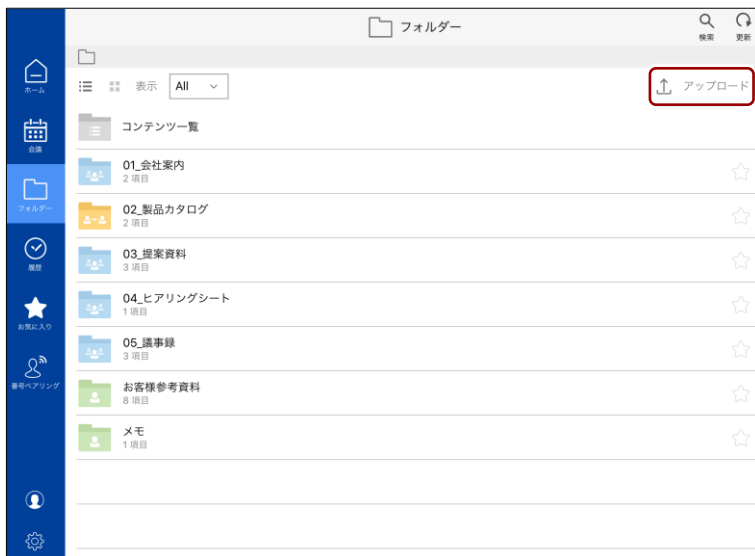 フォルダー
検索
更新
ホーム
会議
フォルダー
履歴
お気に入り
番号ペアリング
表示
All
アップロード
コンテンツ一覧
01_会社案内
2 項目
02_製品カタログ
2 項目
03_提案資料
3 項目
04_ヒアリングシート
1 項目
05_議事録
3 項目
お客様参考資料
8 項目
メモ
1 項目